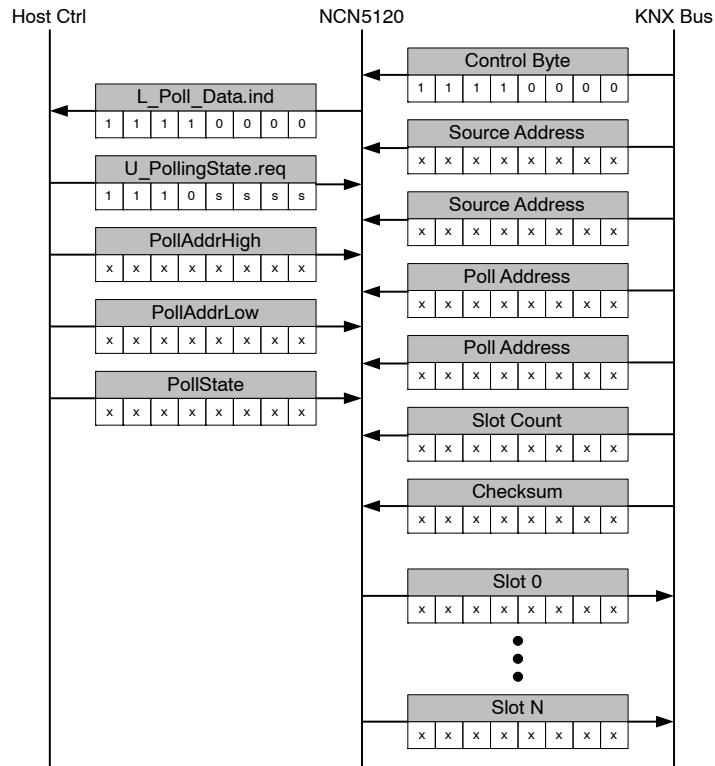 Host Ctrl NCN5120 KNX Bus
Control Byte
1 1 1 1 0 0 0 0
L_Poll_Data.ind
1 1 1 1 0 0 0 0
Source Address
x x x x x x x x
U_PollingState.req
1 1 1 0 s s s s
Source Address
x x x x x x x x
PollAddrHigh
x x x x x x x x
Poll Address
x x x x x x x x
PollAddrLow
x x x x x x x x
Poll Address
x x x x x x x x
PollState
x x x x x x x x
Slot Count
x x x x x x x x
Checksum
x x x x x x x x
Slot 0
x x x x x x x x
Slot N
x x x x x x x x